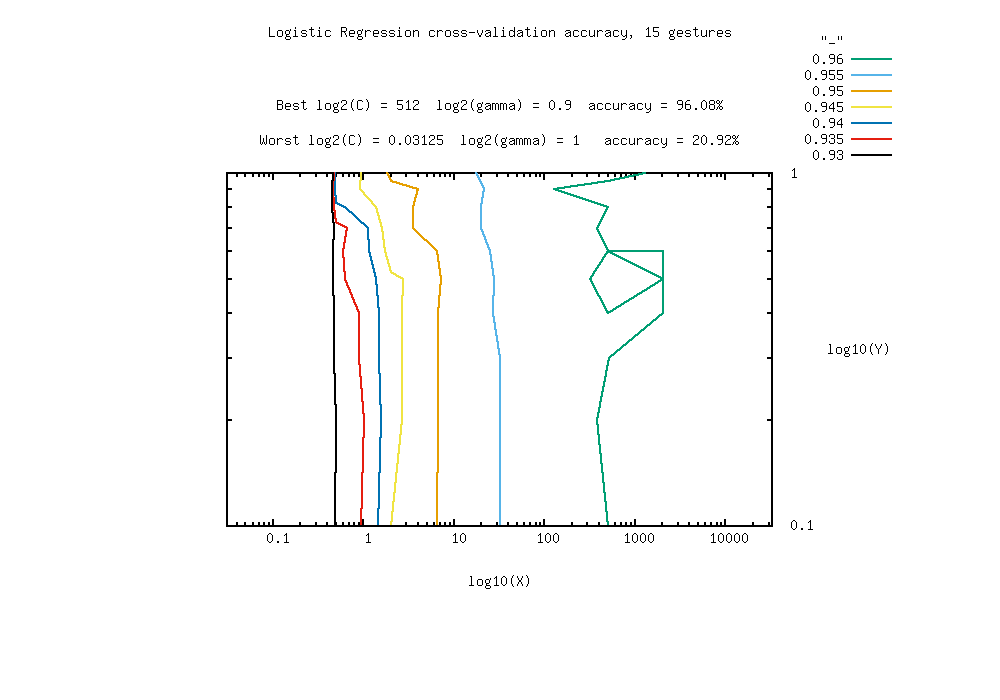 Logistic Regression cross-validation accuracy, 15 gestures
"_"
0.96
0.955
0.95
0.945
0.94
0.935
0.93
Best log2(C) = 512  log2(gamma) = 0.9  accuracy = 96.08%
Worst log2(C) = 0.03125  log2(gamma) = 1   accuracy = 20.92%
1
log10(Y)
0.1
0.1 1 10 100 1000 10000
log10(X)